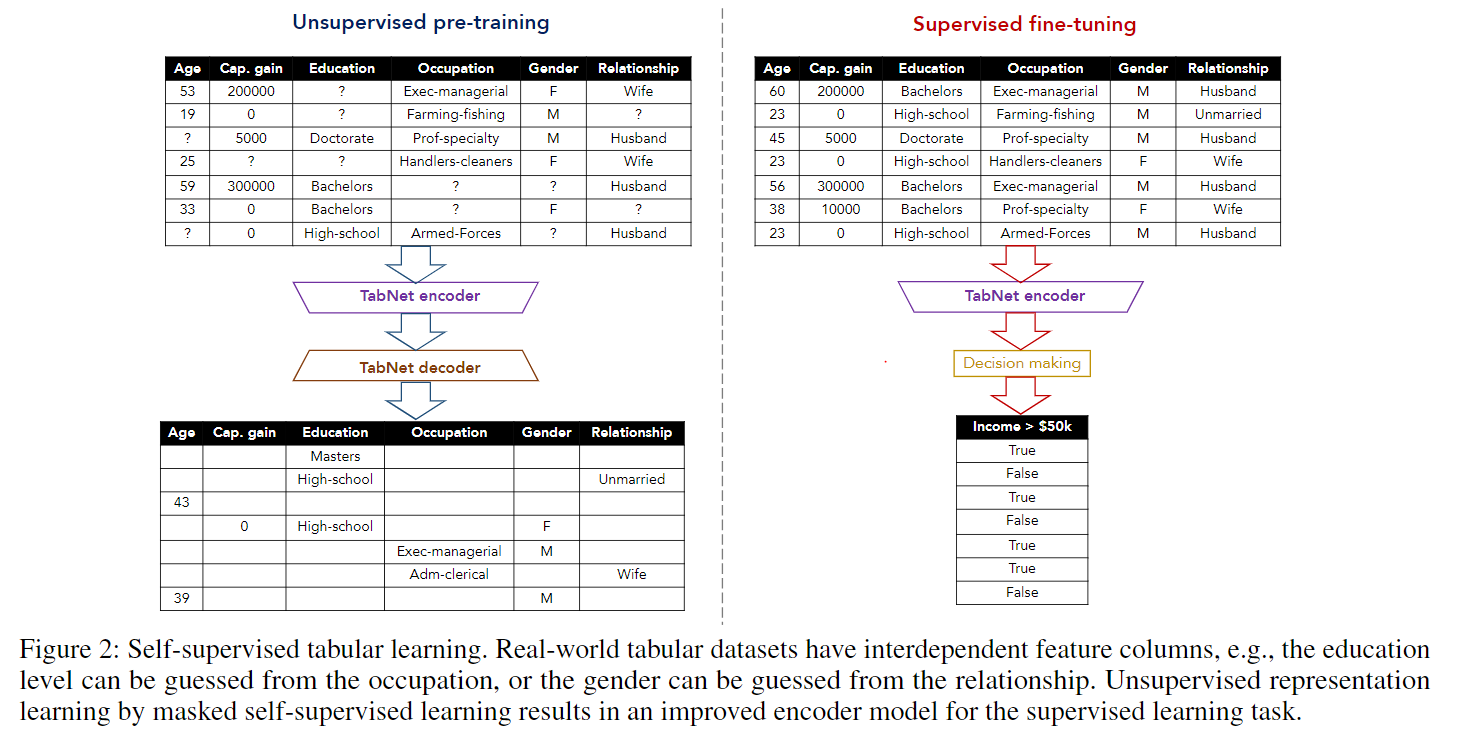 Unsupervised pre-training
Age Cap. gain Education Occupation Gender Relationship
53 200000 ? Exec-managerial F Wife
19 0 ? Farming-fishing M ?
? 5000 Doctorate Prof-specialty M Husband
25 ? ? Handlers-cleaners F Wife
59 300000 Bachelors ? ? Husband
33 0 Bachelors ? F ?
? 0 High-school Armed-Forces ? Husband
TabNet encoder
TabNet decoder
Age Cap. gain Education Occupation Gender Relationship
Masters
High-school Unmarried
43
0 High-school F
Exec-managerial M
Adm-clerical Wife
39 M
Supervised fine-tuning
Age Cap. gain Education Occupation Gender Relationship
60 200000 Bachelors Exec-managerial M Husband
23 0 High-school Farming-fishing M Unmarried
45 5000 Doctorate Prof-specialty M Husband
23 0 High-school Handlers-cleaners F Wife
56 300000 Bachelors Exec-managerial M Husband
38 10000 Bachelors Prof-specialty F Wife
23 0 High-school Armed-Forces M Husband
TabNet encoder
Decision making
Income > $50k
True
False
True
False
True
True
False
Figure 2: Self-supervised tabular learning. Real-world tabular datasets have interdependent feature columns, e.g., the education
level can be guessed from the occupation, or the gender can be guessed from the relationship. Unsupervised representation
learning by masked self-supervised learning results in an improved encoder model for the supervised learning task.